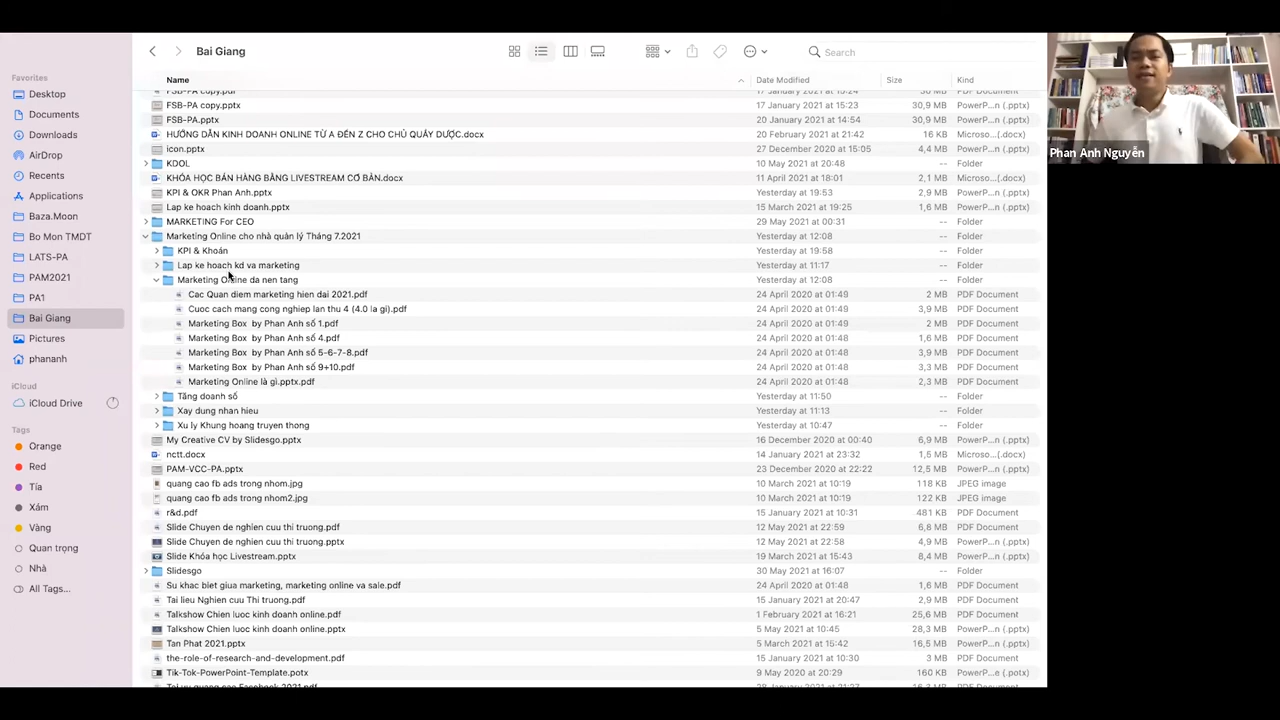 Bai Giang
Search
Name
Date Modified
Size
Kind
Favorites
Desktop
Documents
Downloads
AirDrop
Recents
Applications
Baza.Moon
Bo Mon TMDT
LATS-PA
PAM2021
PA1
Bai Giang
Pictures
phananh
iCloud
iCloud Drive
Tags
Orange
Red
Tía
Xám
Vàng
Quan trọng
Nhà
All Tags...
FSB-PA copy.pdf 17 January 2021 at 15:24 30 MB PDF Document
FSB-PA copy.pptx 17 January 2021 at 15:23 30,9 MB PowerP...n (.pptx)
FSB-PA.pptx 20 January 2021 at 14:54 30,9 MB PowerP...n (.pptx)
HƯỚNG DẪN KINH DOANH ONLINE TỪ A ĐẾN Z CHO CHỦ QUẦY DƯỢC.docx 20 February 2021 at 21:42 16 KB Microso...(.docx)
icon.pptx 27 December 2020 at 15:05 4,4 MB PowerP...n (.pptx)
KDOL 10 May 2021 at 20:48 -- Folder
KHÓA HỌC BÁN HÀNG BẰNG LIVESTREAM CƠ BẢN.docx 11 April 2021 at 18:01 2,1 MB Microso...(.docx)
KPI & OKR Phan Anh.pptx Yesterday at 19:53 2,9 MB PowerP...n (.pptx)
Lap ke hoach kinh doanh.pptx 15 March 2021 at 19:25 1,6 MB PowerP...n (.pptx)
MARKETING For CEO 29 May 2021 at 00:31 -- Folder
Marketing Online cho nhà quản lý Tháng 7.2021 Yesterday at 12:08 -- Folder
KPI & Khoán Yesterday at 19:58 -- Folder
Lap ke hoach kd va marketing Yesterday at 11:17 -- Folder
Marketing Online da nen tang Yesterday at 12:08 -- Folder
Cac Quan diem marketing hien dai 2021.pdf 24 April 2020 at 01:49 2 MB PDF Document
Cuoc cach mang cong nghiep lan thu 4 (4.0 la gi).pdf 24 April 2020 at 01:49 3,9 MB PDF Document
Marketing Box by Phan Anh số 1.pdf 24 April 2020 at 01:49 2 MB PDF Document
Marketing Box by Phan Anh số 4.pdf 24 April 2020 at 01:48 1,6 MB PDF Document
Marketing Box by Phan Anh số 5-6-7-8.pdf 24 April 2020 at 01:48 3,9 MB PDF Document
Marketing Box by Phan Anh số 9+10.pdf 24 April 2020 at 01:48 3,3 MB PDF Document
Marketing Online là gì.pptx.pdf 24 April 2020 at 01:48 2,3 MB PDF Document
Tăng doanh số Yesterday at 11:50 -- Folder
Xay dung nhan hieu Yesterday at 11:13 -- Folder
Xu ly Khung hoang truyen thong Yesterday at 10:47 -- Folder
My Creative CV by Slidesgo.pptx 16 December 2020 at 00:40 6,9 MB PowerP...n (.pptx)
nctt.docx 14 January 2021 at 23:32 1,5 MB Microso...(.docx)
PAM-VCC-PA.pptx 23 December 2020 at 22:22 12,5 MB PowerP...n (.pptx)
quang cao fb ads trong nhom.jpg 10 March 2021 at 10:19 118 KB JPEG image
quang cao fb ads trong nhom2.jpg 10 March 2021 at 10:19 122 KB JPEG image
r&d.pdf 15 January 2021 at 10:31 481 KB PDF Document
Slide Chuyen de nghien cuu thi truong.pdf 12 May 2021 at 22:59 6,8 MB PDF Document
Slide Chuyen de nghien cuu thi truong.pptx 12 May 2021 at 22:58 4,9 MB PowerP...n (.pptx)
Slide Khóa học Livestream.pptx 19 March 2021 at 15:43 8,4 MB PowerP...n (.pptx)
Slidesgo 30 May 2021 at 16:07 -- Folder
Su khac biet giua marketing, marketing online va sale.pdf 24 April 2020 at 01:48 1,6 MB PDF Document
Tai lieu Nghien cuu Thi truong.pdf 15 January 2021 at 20:47 2,9 MB PDF Document
Talkshow Chien luoc kinh doanh online.pdf 1 February 2021 at 16:21 25,6 MB PDF Document
Talkshow Chien luoc kinh doanh online.pptx 5 May 2021 at 10:45 28,3 MB PowerP...n (.pptx)
Tan Phat 2021.pptx 5 March 2021 at 15:42 16,5 MB PowerP...n (.pptx)
the-role-of-research-and-development.pdf 15 January 2021 at 10:30 3 MB PDF Document
Tik-Tok-PowerPoint-Template.potx 9 May 2020 at 20:29 160 KB PowerP...e (.potx)
Phan Anh Nguyễn